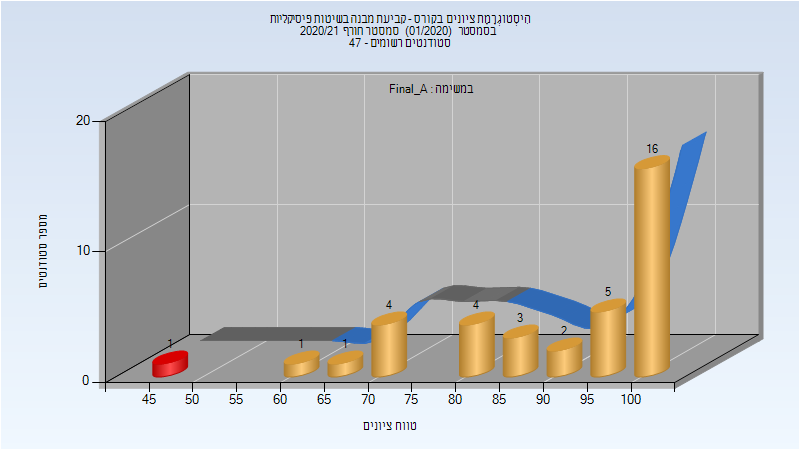 היסטוגרמת ציונים בקורס - קביעת מבנה בשיטות פיסיקליות
בסמסטר (01/2020) סמסטר חורף 2020/21
סטודנטים רשומים - 47
במשימה : Final_A
מספר סטודנטים
20
10
0
1
1
1
4
4
3
2
5
16
45 50 55 60 65 70 75 80 85 90 95 100
טווח ציונים